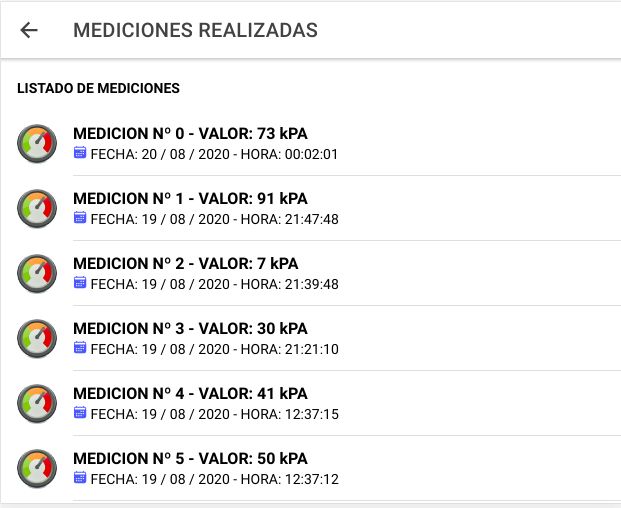 MEDICIONES REALIZADAS
LISTADO DE MEDICIONES
MEDICION Nº 0 - VALOR: 73 kPA
FECHA: 20 / 08 / 2020 - HORA: 00:02:01
MEDICION Nº 1 - VALOR: 91 kPA
FECHA: 19 / 08 / 2020 - HORA: 21:47:48
MEDICION Nº 2 - VALOR: 7 kPA
FECHA: 19 / 08 / 2020 - HORA: 21:39:48
MEDICION Nº 3 - VALOR: 30 kPA
FECHA: 19 / 08 / 2020 - HORA: 21:21:10
MEDICION Nº 4 - VALOR: 41 kPA
FECHA: 19 / 08 / 2020 - HORA: 12:37:15
MEDICION Nº 5 - VALOR: 50 kPA
FECHA: 19 / 08 / 2020 - HORA: 12:37:12